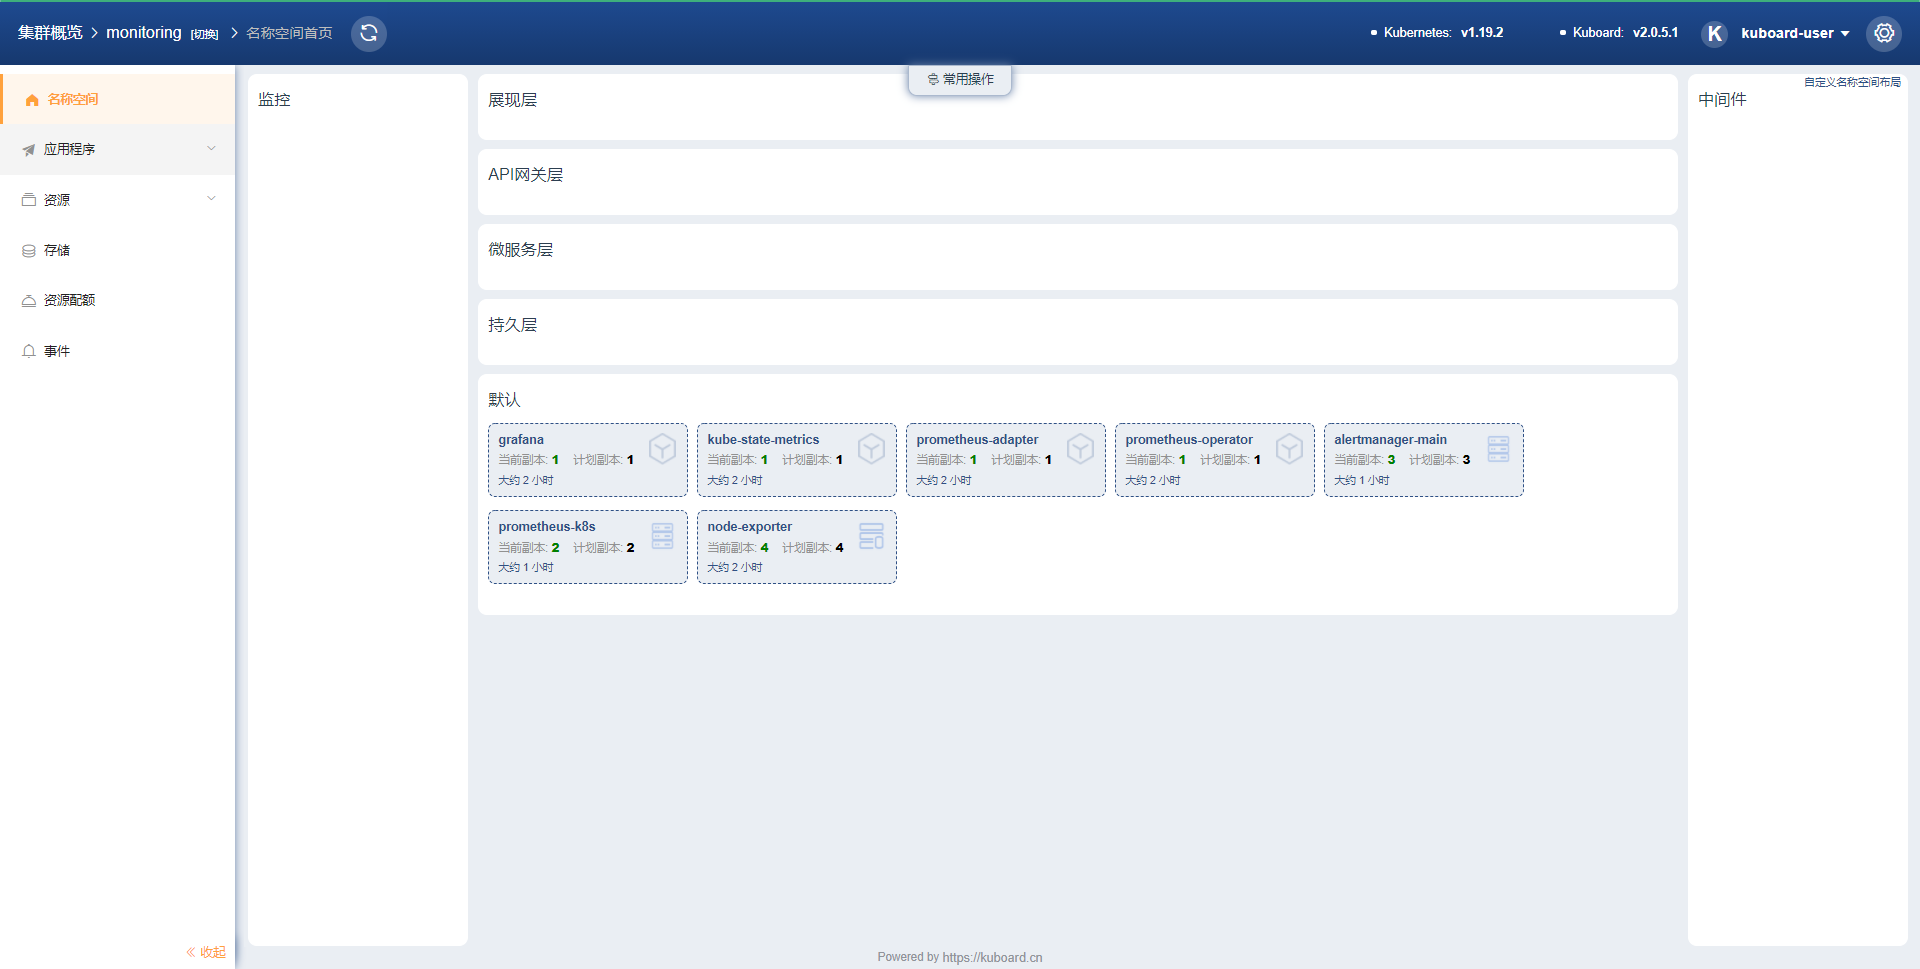 集群概览 > monitoring [切换] > 名称空间首页
Kubernetes: v1.19.2
Kuboard: v2.0.5.1
K kuboard-user
常用操作
自定义名称空间布局
名称空间
应用程序
资源
存储
资源配额
事件
收起
监控
展现层
API网关层
微服务层
持久层
默认
grafana
当前副本: 1 计划副本: 1
大约 2 小时
kube-state-metrics
当前副本: 1 计划副本: 1
大约 2 小时
prometheus-adapter
当前副本: 1 计划副本: 1
大约 2 小时
prometheus-operator
当前副本: 1 计划副本: 1
大约 2 小时
alertmanager-main
当前副本: 3 计划副本: 3
大约 1 小时
prometheus-k8s
当前副本: 2 计划副本: 2
大约 1 小时
node-exporter
当前副本: 4 计划副本: 4
大约 2 小时
中间件
Powered by https://kuboard.cn